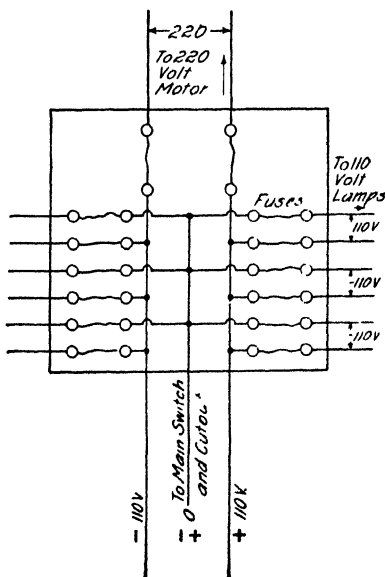 220
To 220
Volt
Motor
To 110
Volt
Lamps
Fuses
110V
110V
110V
- 110V
- 0 +
To Main Switch
and Cutou
+ 110V.